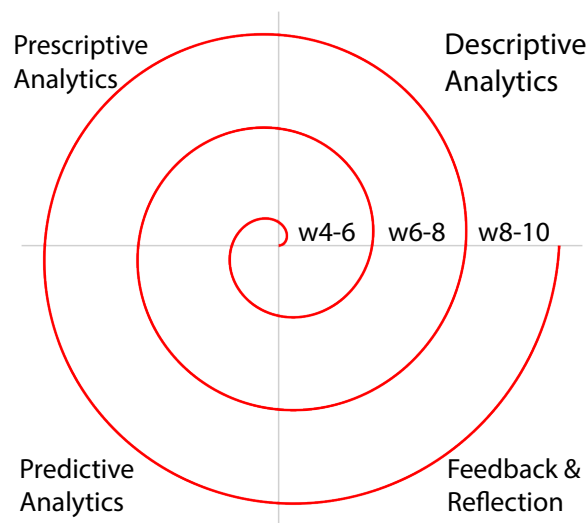 Prescriptive
Analytics
Descriptive
Analytics
w4-6
w6-8
w8-10
Predictive
Analytics
Feedback &
Reflection